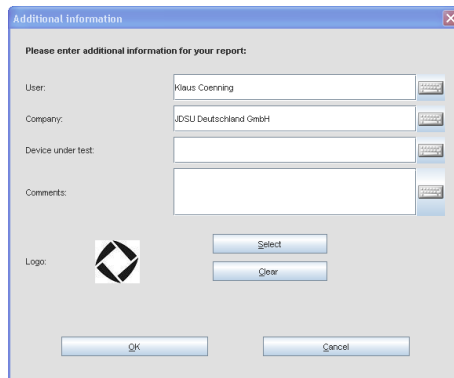 Additional information
Please enter additional information for your report:
User:
Klaus Coenning
Company:
JDSU Deutschland GmbH
Device under test:
Comments:
Logo:
Select
Clear
OK
Cancel